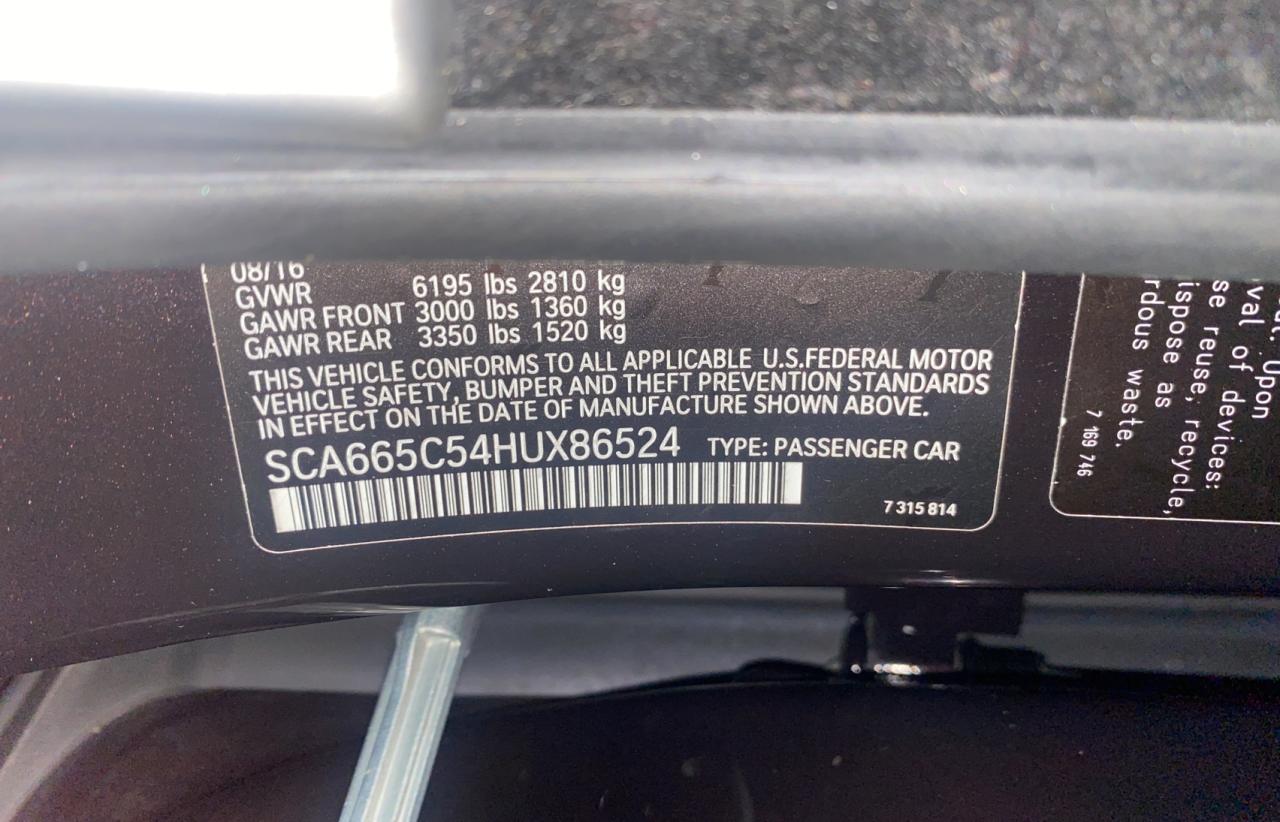 08/16
GVWR 6195 lbs 2810 kg
GAWR FRONT 3000 lbs 1360 kg
GAWR REAR 3350 lbs 1520 kg
THIS VEHICLE CONFORMS TO ALL APPLICABLE U.S.FEDERAL MOTOR
VEHICLE SAFETY, BUMPER AND THEFT PREVENTION STANDARDS
IN EFFECT ON THE DATE OF MANUFACTURE SHOWN ABOVE.
SCA665C54HUX86524 TYPE: PASSENGER CAR
7 315 814
Upon
val of devices:
se reuse, recycle,
ispose as
rdous waste.
7 169 746